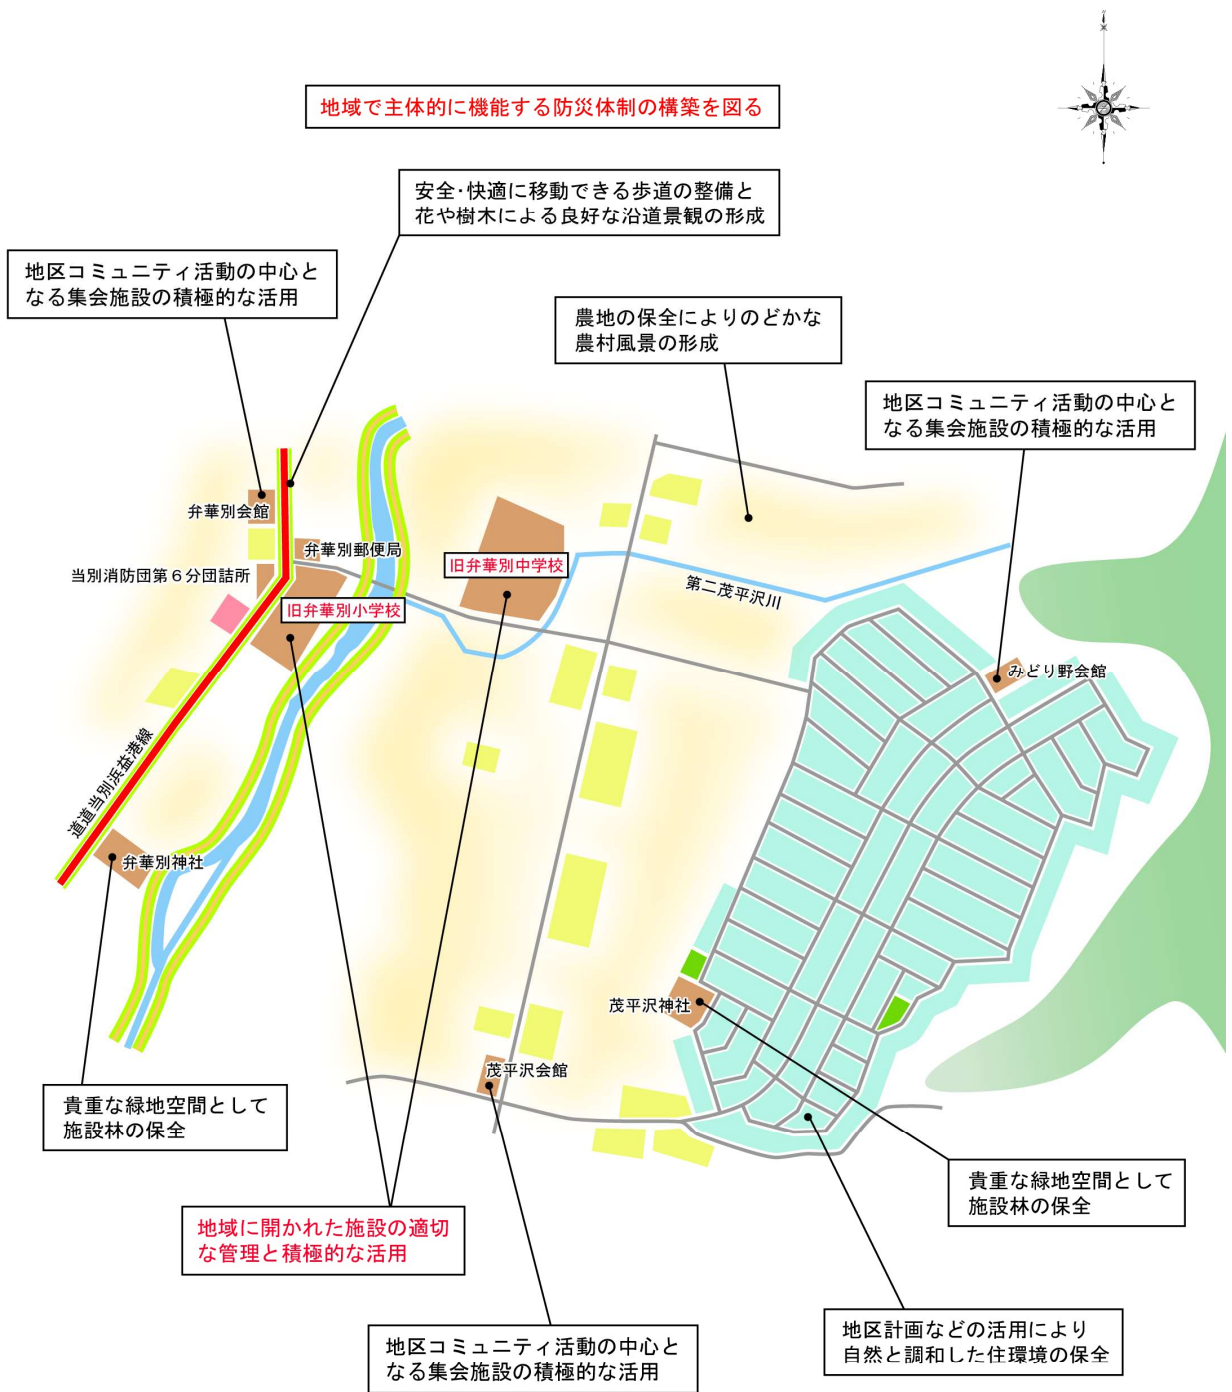 地域で主体的に機能する防災体制の構築を図る
安全・快適に移動できる歩道の整備と
花や樹木による良好な沿道景観の形成
地区コミュニティ活動の中心と
なる集会施設の積極的な活用
農地の保全によりのどかな
農村風景の形成
地区コミュニティ活動の中心と
なる集会施設の積極的な活用
弁華別会館
弁華別郵便局
旧弁華別中学校
当別消防団第６分団詰所
第二茂平沢川
旧弁華別小学校
みどり野会館
道道当別浜益港線
弁華別神社
茂平沢神社
茂平沢会館
貴重な緑地空間として
施設林の保全
貴重な緑地空間として
施設林の保全
地域に開かれた施設の適切
な管理と積極的な活用
地区コミュニティ活動の中心と
なる集会施設の積極的な活用
地区計画などの活用により
自然と調和した住環境の保全